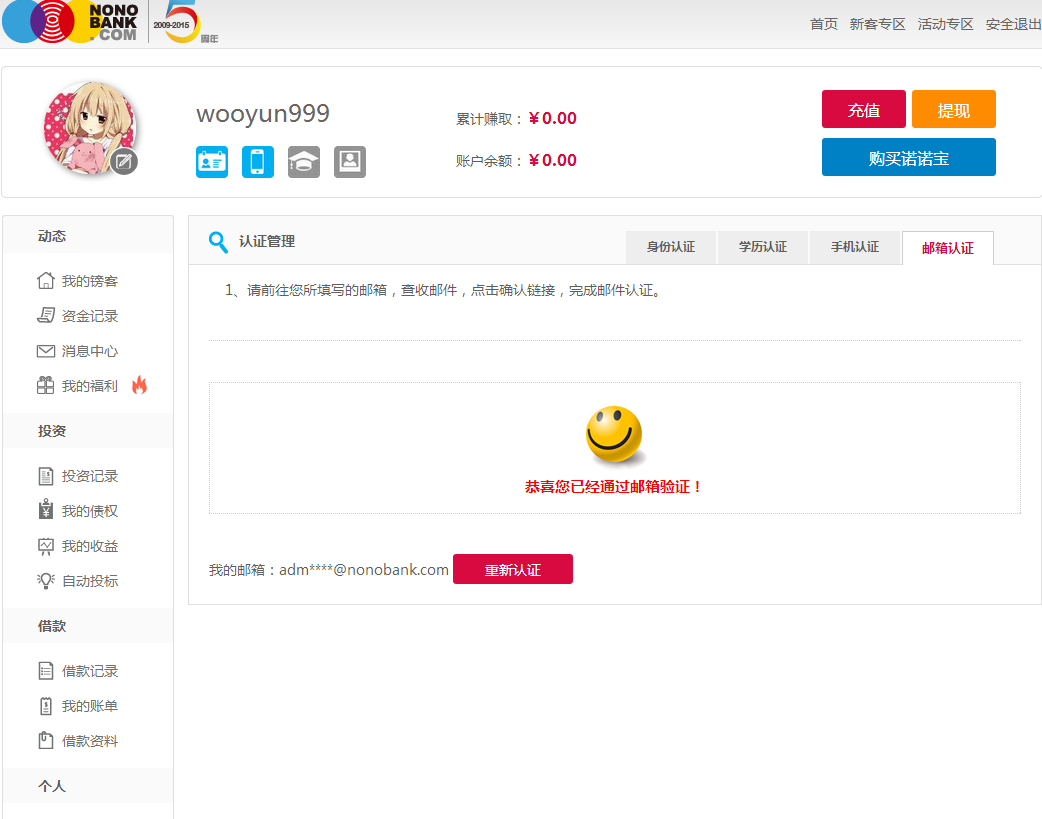 NONO
BANK
.COM
2009-2015
5
周年
首页 新客专区 活动专区 安全退出
wooyun999
累计赚取：￥0.00
账户余额：￥0.00
充值 提现
购买诺诺宝
动态
我的镑客
资金记录
消息中心
我的福利
投资
投资记录
我的债权
我的收益
自动投标
借款
借款记录
我的账单
借款资料
个人
认证管理
身份认证 学历认证 手机认证 邮箱认证
1、请前往您所填写的邮箱，查收邮件，点击确认链接，完成邮件认证。
恭喜您已经通过邮箱验证！
我的邮箱：adm****@nonobank.com 重新认证